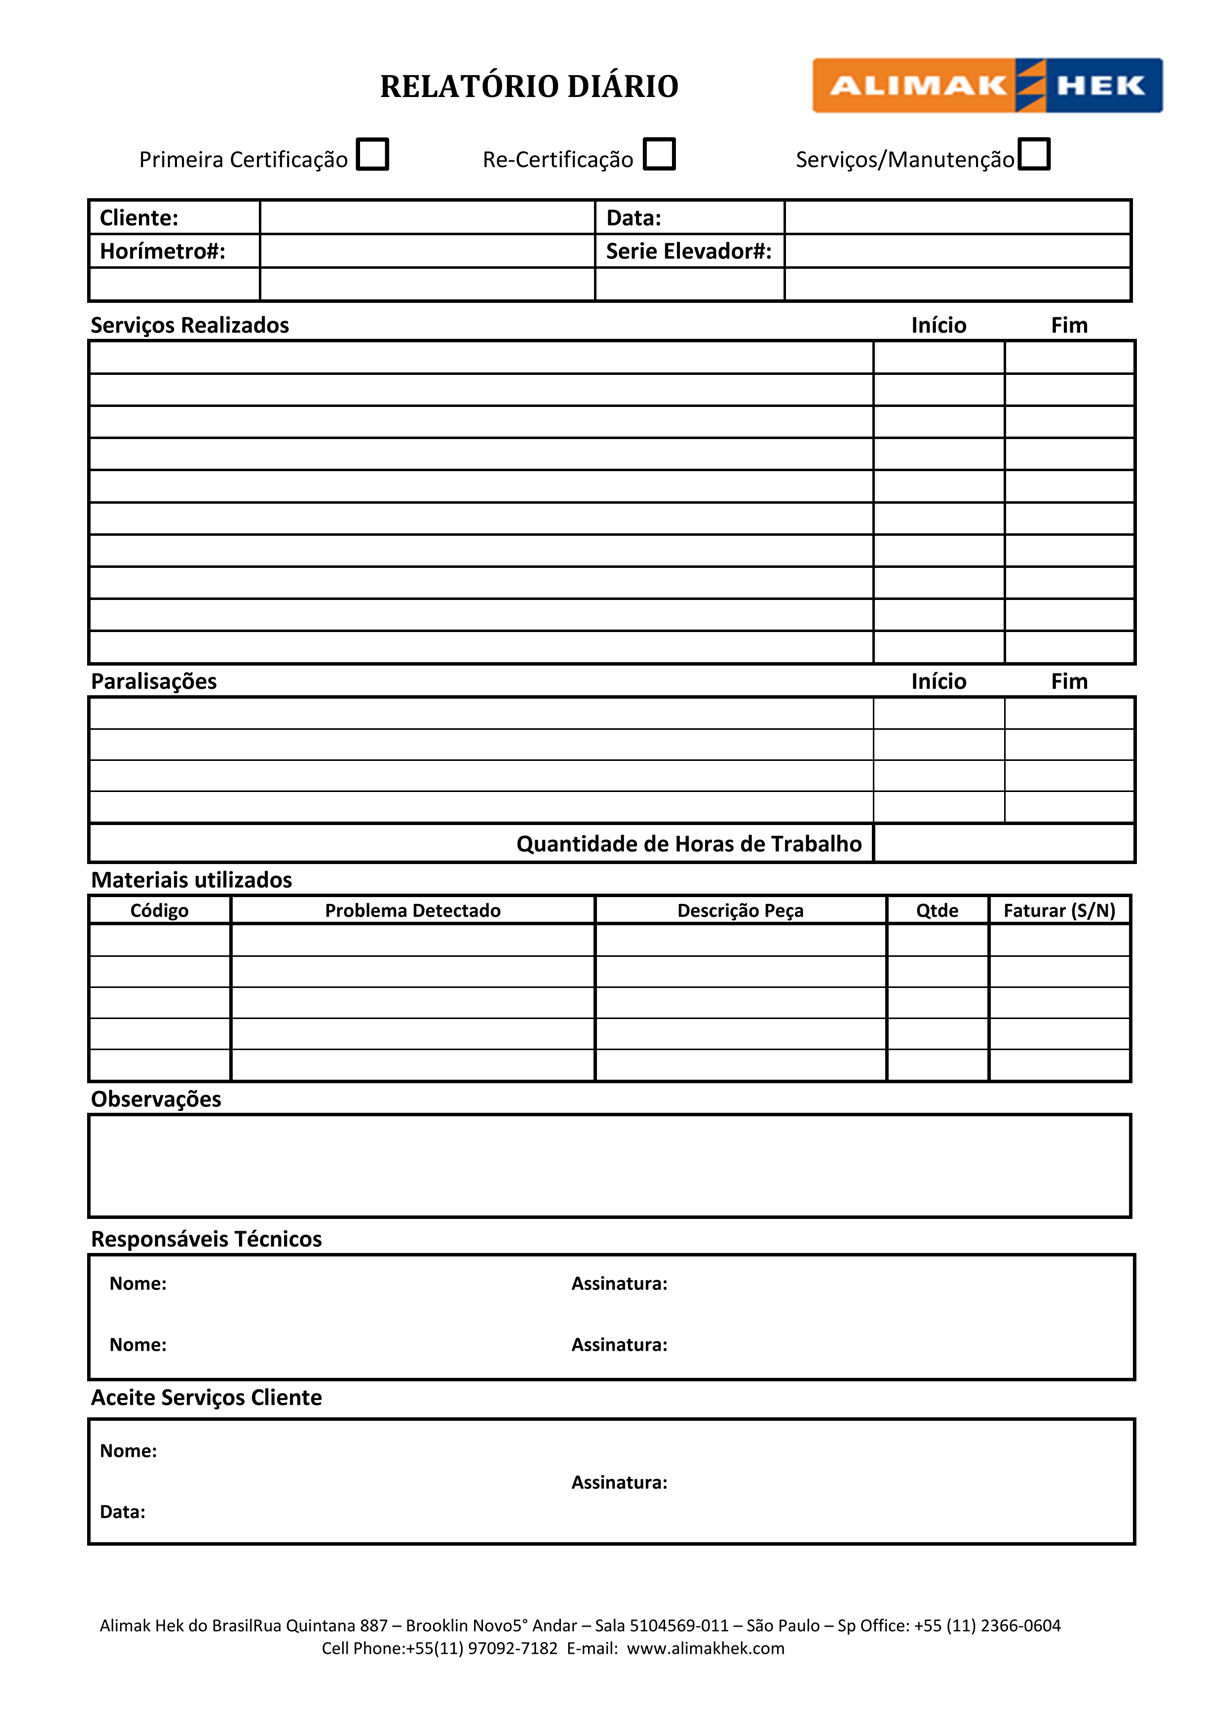 RELATÓRIO DIÁRIO
ALIMAK HEK
Primeira Certificação Re-Certificação Serviços/Manutenção
Cliente: Data:
Horímetro#: Serie Elevador#:
Serviços Realizados Início Fim
Paralisações Início Fim
Quantidade de Horas de Trabalho
Materiais utilizados
Código Problema Detectado Descrição Peça Qtde Faturar (S/N)
Observações
Responsáveis Técnicos
Nome: Assinatura:
Nome: Assinatura:
Aceite Serviços Cliente
Nome:
Assinatura:
Data:
Alimak Hek do BrasilRua Quintana 887 – Brooklin Novo5° Andar – Sala 5104569-011 – São Paulo – Sp Office: +55 (11) 2366-0604
Cell Phone:+55(11) 97092-7182 E-mail: www.alimakhek.com